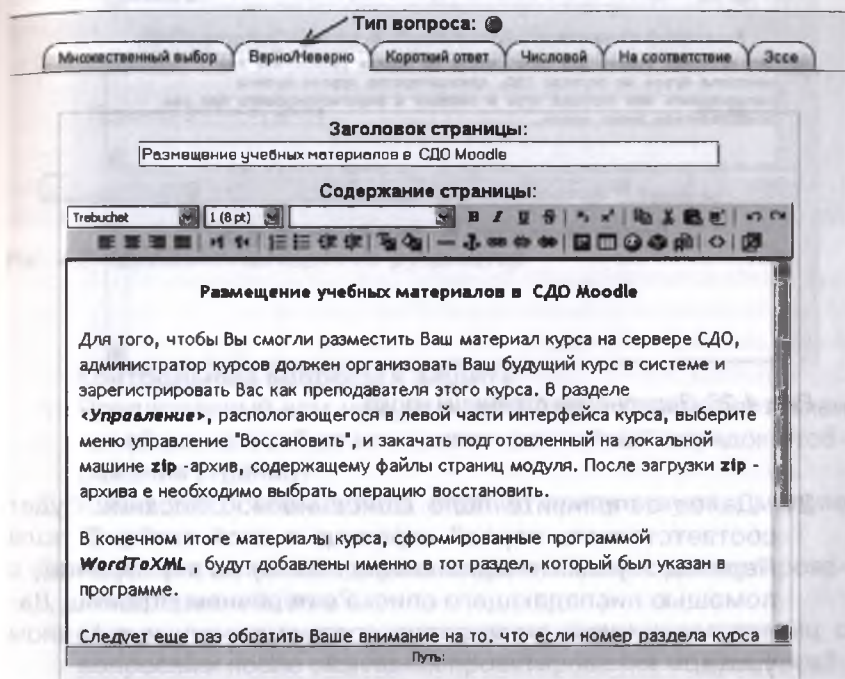 Тип вопроса:
Множественный выбор Верно/Неверно Короткий ответ Числовой На соответствие Эссе
Заголовок страницы:
Размещение учебных материалов в СДО Moodle
Содержание страницы:
Trebuchet 1 (8 pt) B I U S
Размещение учебных материалов в СДО Moodle
Для того, чтобы Вы смогли разместить Ваш материал курса на сервере СДО,
администратор курсов должен организовать Ваш будущий курс в системе и
зарегистрировать Вас как преподавателя этого курса. В разделе
«Управление», распологающегося в левой части интерфейса курса, выберите
меню управление "Воссановить", и закачать подготовленный на локальной
машине zip -архив, содержащему файлы страниц модуля. После загрузки zip -
архива е необходимо выбрать операцию восстановить.
В конечном итоге материалы курса, сформированные программой
WordToXML , будут добавлены именно в тот раздел, который был указан в
программе.
Следует еще раз обратить Ваше внимание на то, что если номер раздела курса
Путь: